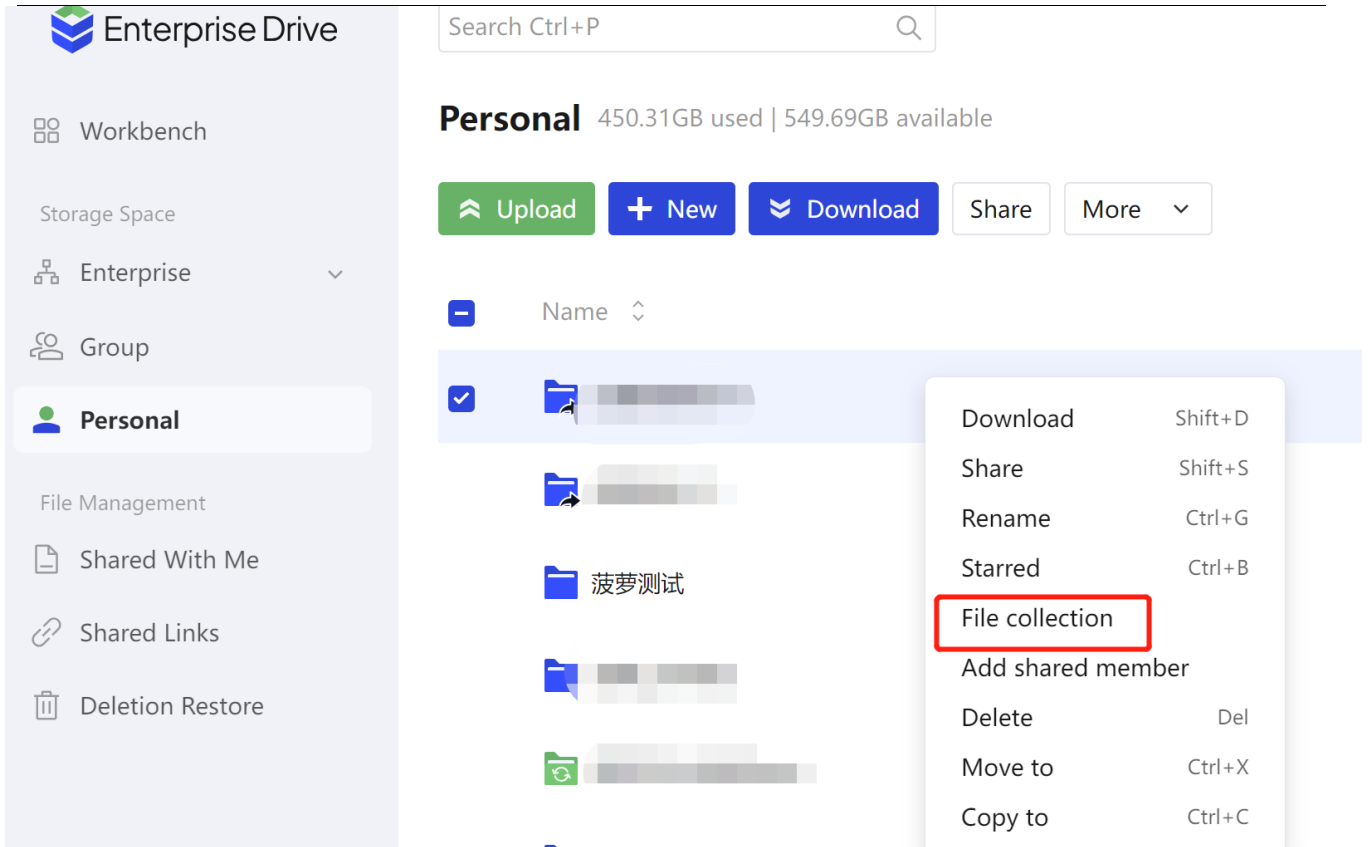 Enterprise Drive
Search Ctrl+P
Workbench
Personal 450.31GB used | 549.69GB available
Upload New Download Share More
Storage Space
Enterprise
Name
Group
Personal
Download Shift+D
Share Shift+S
File Management
Rename Ctrl+G
Shared With Me
Starred Ctrl+B
菠萝测试
File collection
Shared Links
Add shared member
Deletion Restore
Delete Del
Move to Ctrl+X
Copy to Ctrl+C